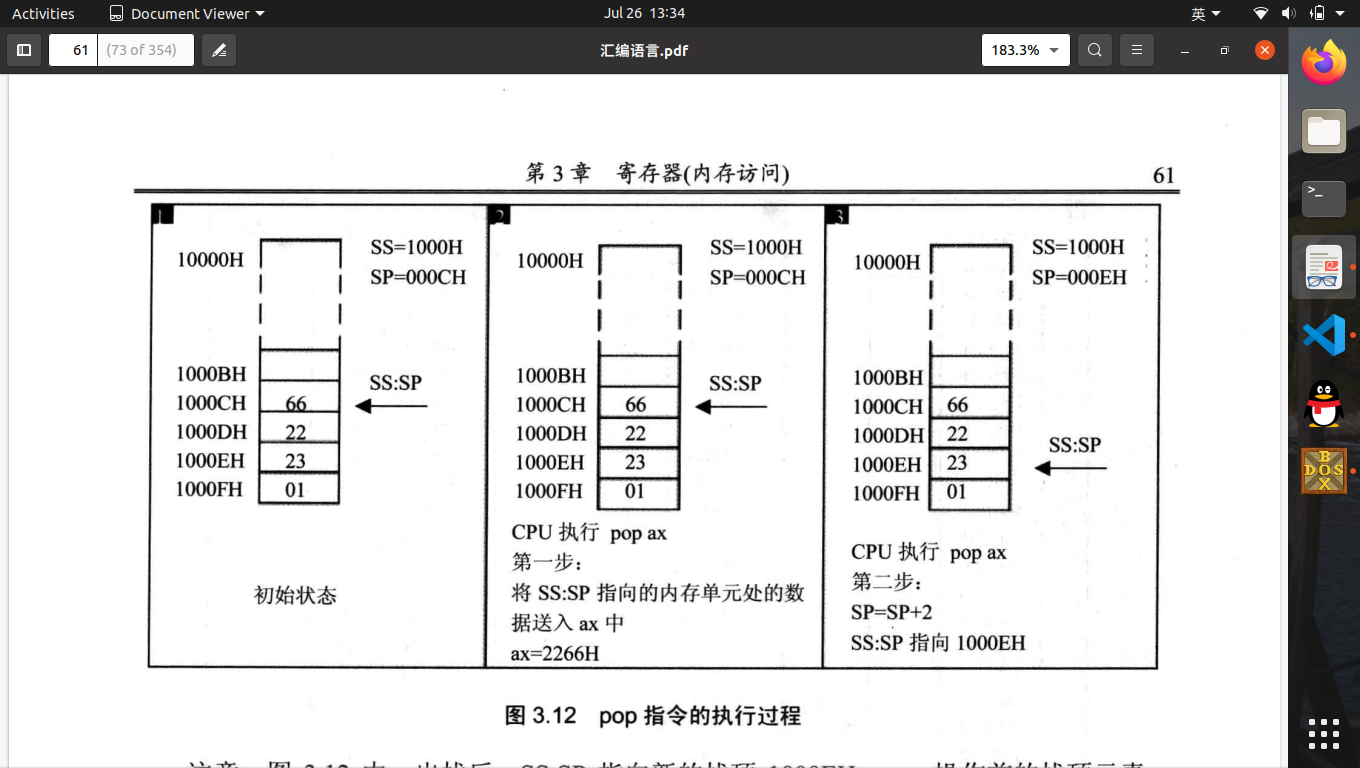 Activities Document Viewer Jul 26 13:34 英
61 (73 of 354) 汇编语言.pdf 183.3%
第 3 章 寄存器(内存访问) 61
1
10000H
SS=1000H
SP=000CH
1000BH
SS:SP
1000CH 66
1000DH 22
1000EH 23
1000FH 01
初始状态
2
10000H
SS=1000H
SP=000CH
1000BH
SS:SP
1000CH 66
1000DH 22
1000EH 23
1000FH 01
CPU 执行 pop ax
第一步：
将 SS:SP 指向的内存单元处的数
据送入 ax 中
ax=2266H
3
10000H
SS=1000H
SP=000EH
1000BH
1000CH 66
1000DH 22
SS:SP
1000EH 23
1000FH 01
CPU 执行 pop ax
第二步：
SP=SP+2
SS:SP 指向 1000EH
图 3.12 pop 指令的执行过程
BOX
DOS